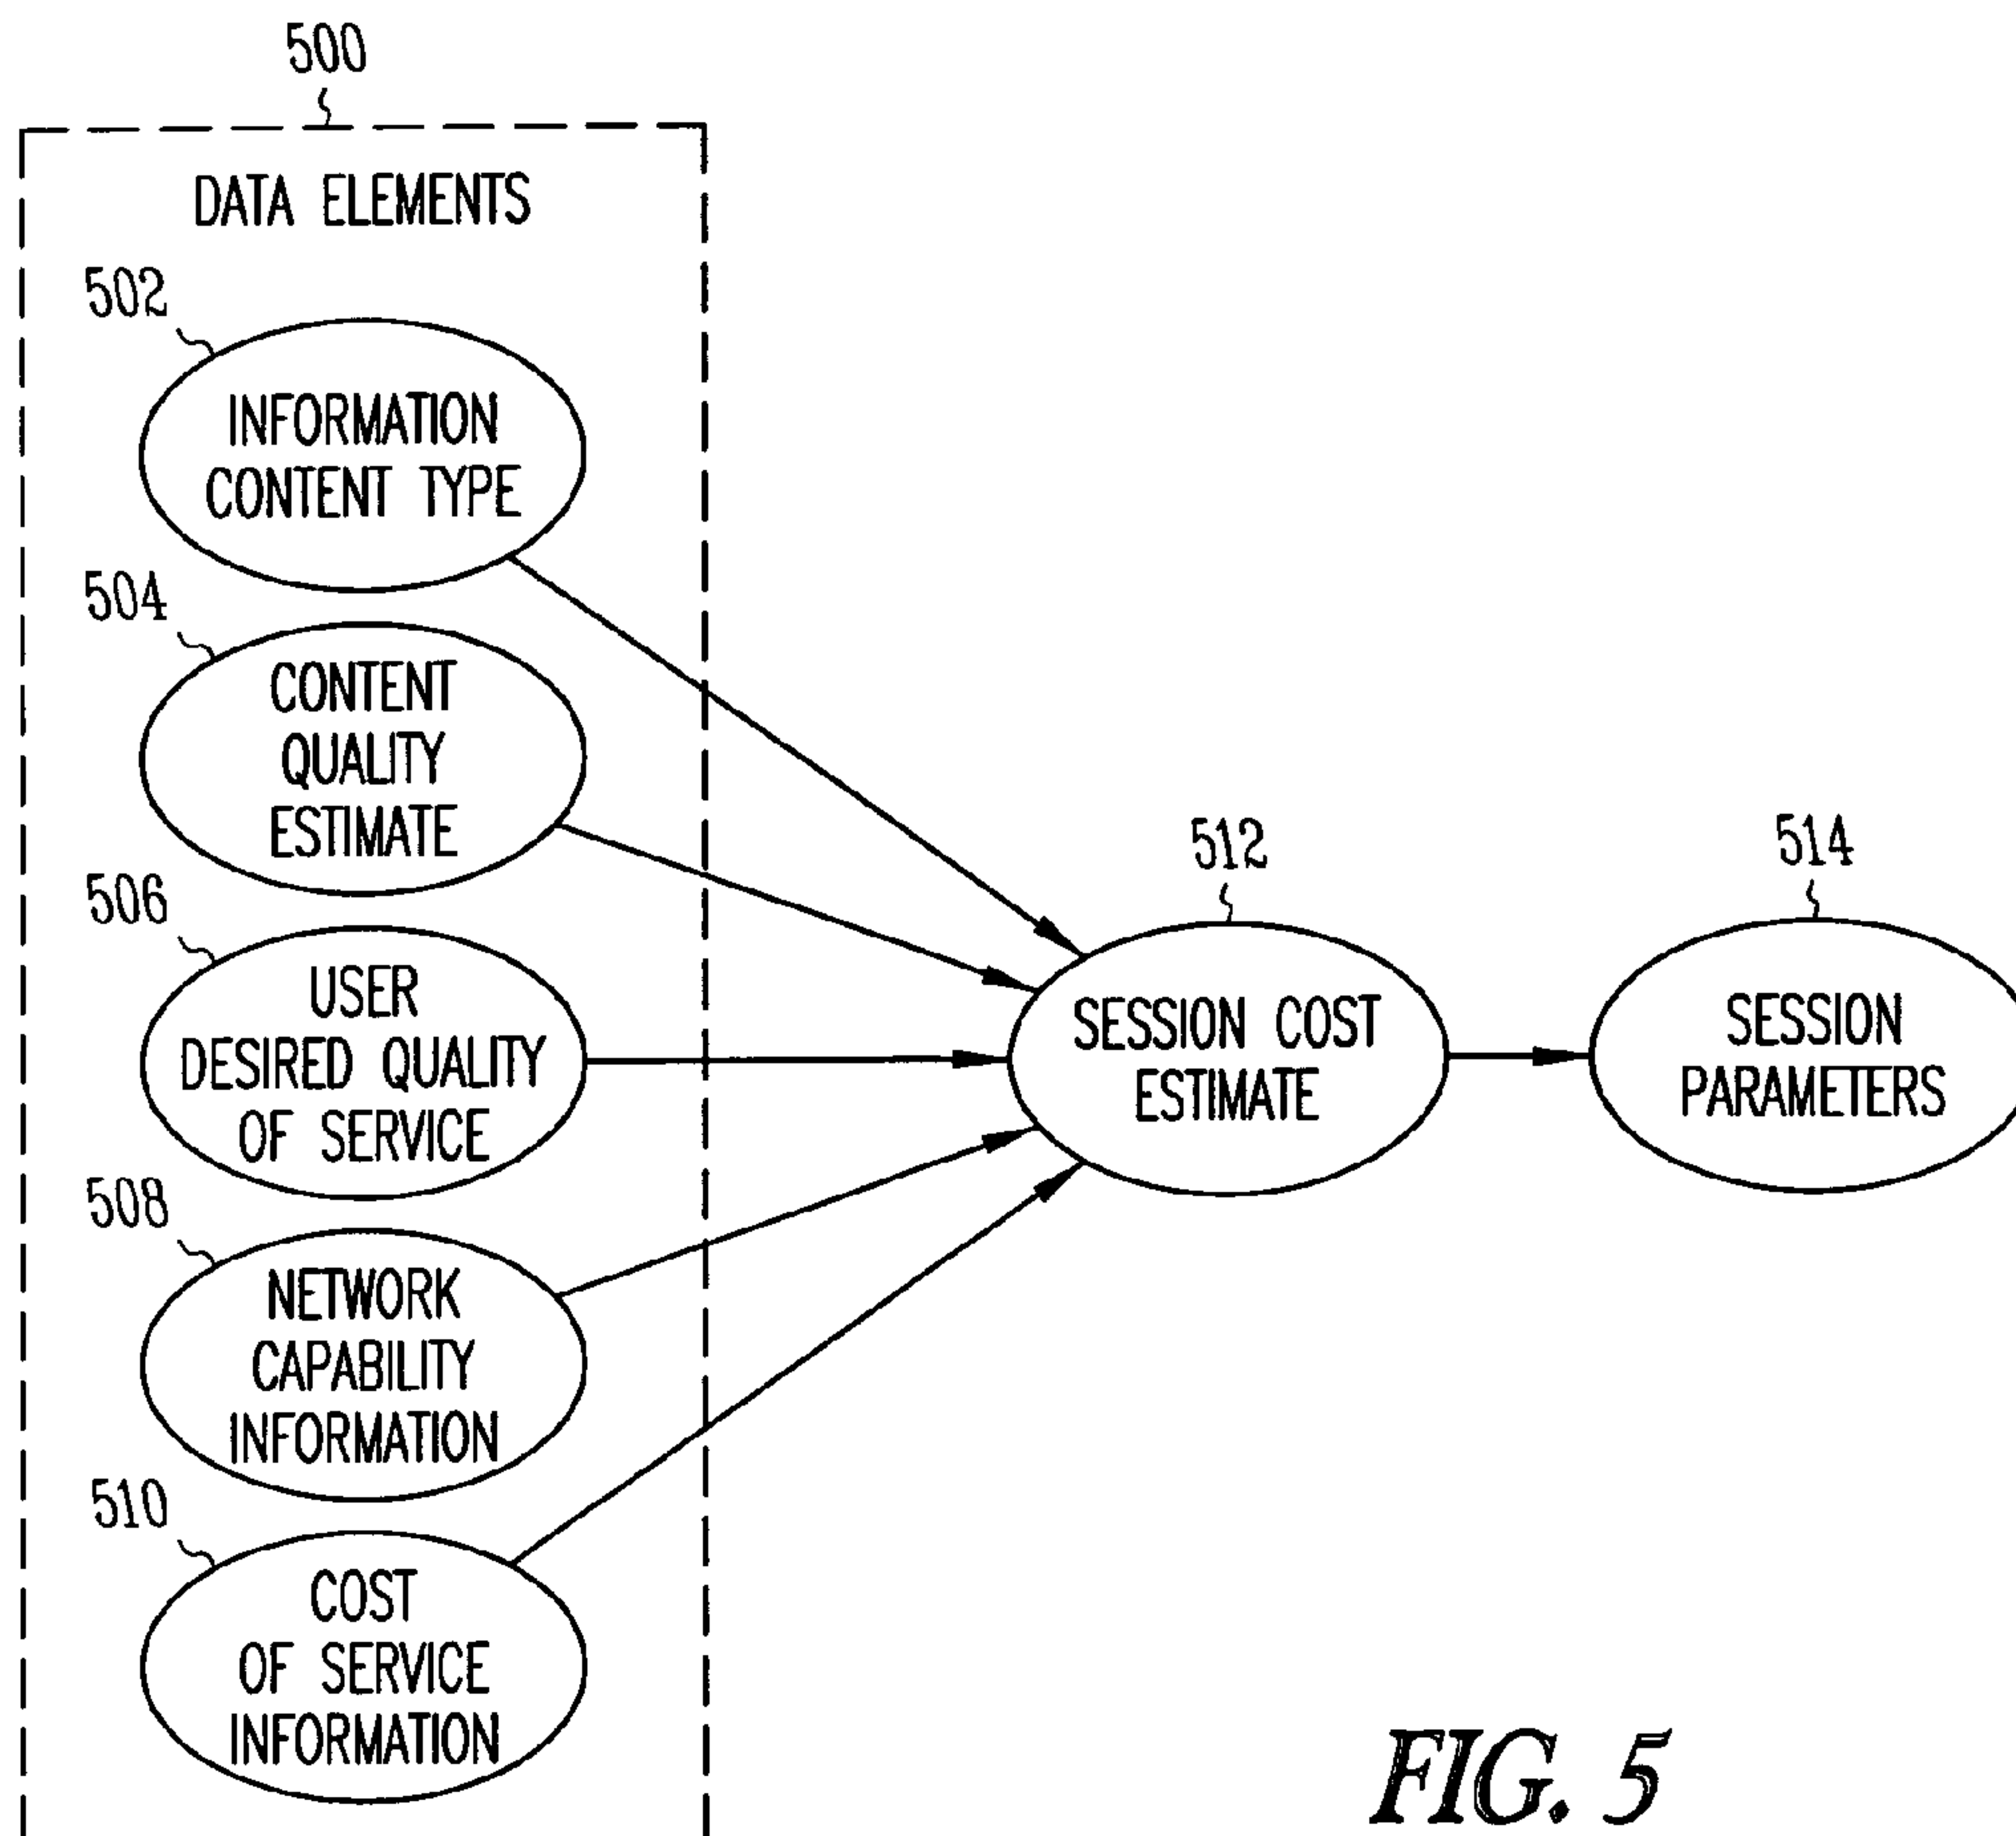 500
DATA ELEMENTS
502
INFORMATION
CONTENT TYPE
504
CONTENT
QUALITY
ESTIMATE
506
USER
DESIRED QUALITY
OF SERVICE
508
NETWORK
CAPABILITY
INFORMATION
510
COST
OF SERVICE
INFORMATION
512
SESSION COST
ESTIMATE
514
SESSION
PARAMETERS
FIG. 5